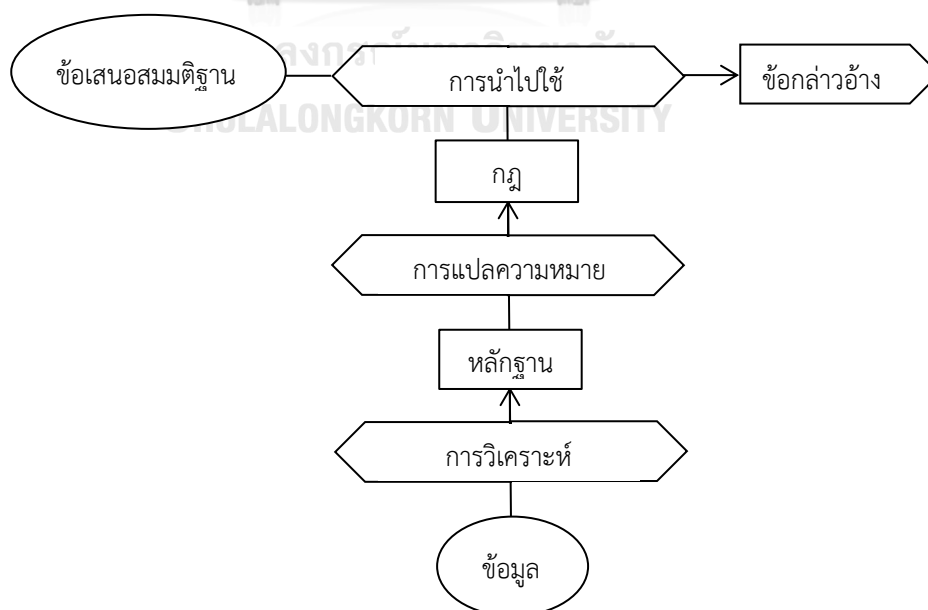 ข้อเสนอสมมติฐาน
การนำไปใช้
ข้อกล่าวอ้าง
CHULALONGKORN UNIVERSITY
กฎ
การแปลความหมาย
หลักฐาน
การวิเคราะห์
ข้อมูล